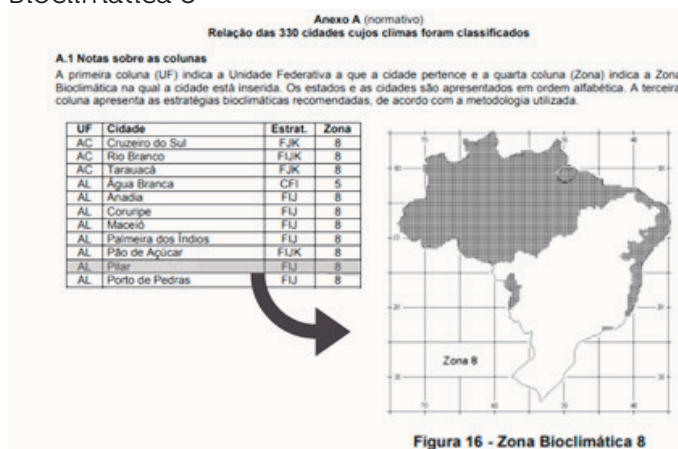 Bioclimática 8
Anexo A (normativo)
Relação das 330 cidades cujos climas foram classificados
A.1 Notas sobre as colunas
A primeira coluna (UF) indica a Unidade Federativa a que a cidade pertence e a quarta coluna (Zona) indica a Zona
Bioclimática na qual a cidade está inserida. Os estados e as cidades são apresentados em ordem alfabética. A terceira
coluna apresenta as estratégias bioclimáticas recomendadas, de acordo com a metodologia utilizada.
UF Cidade Estrat. Zona
AC Cruzeiro do Sul FJK 8
AC Rio Branco FIJK 8
AC Tarauacá FJK 8
AL Água Branca CFI 5
AL Anadia FIJ 8
AL Coruripe FIJ 8
AL Maceió FIJ 8
AL Palmeira dos Índios FIJ 8
AL Pão de Açúcar FIJK 8
AL Pilar FIJ 8
AL Porto de Pedras FIJ 8
Zona 8
Figura 16 - Zona Bioclimática 8